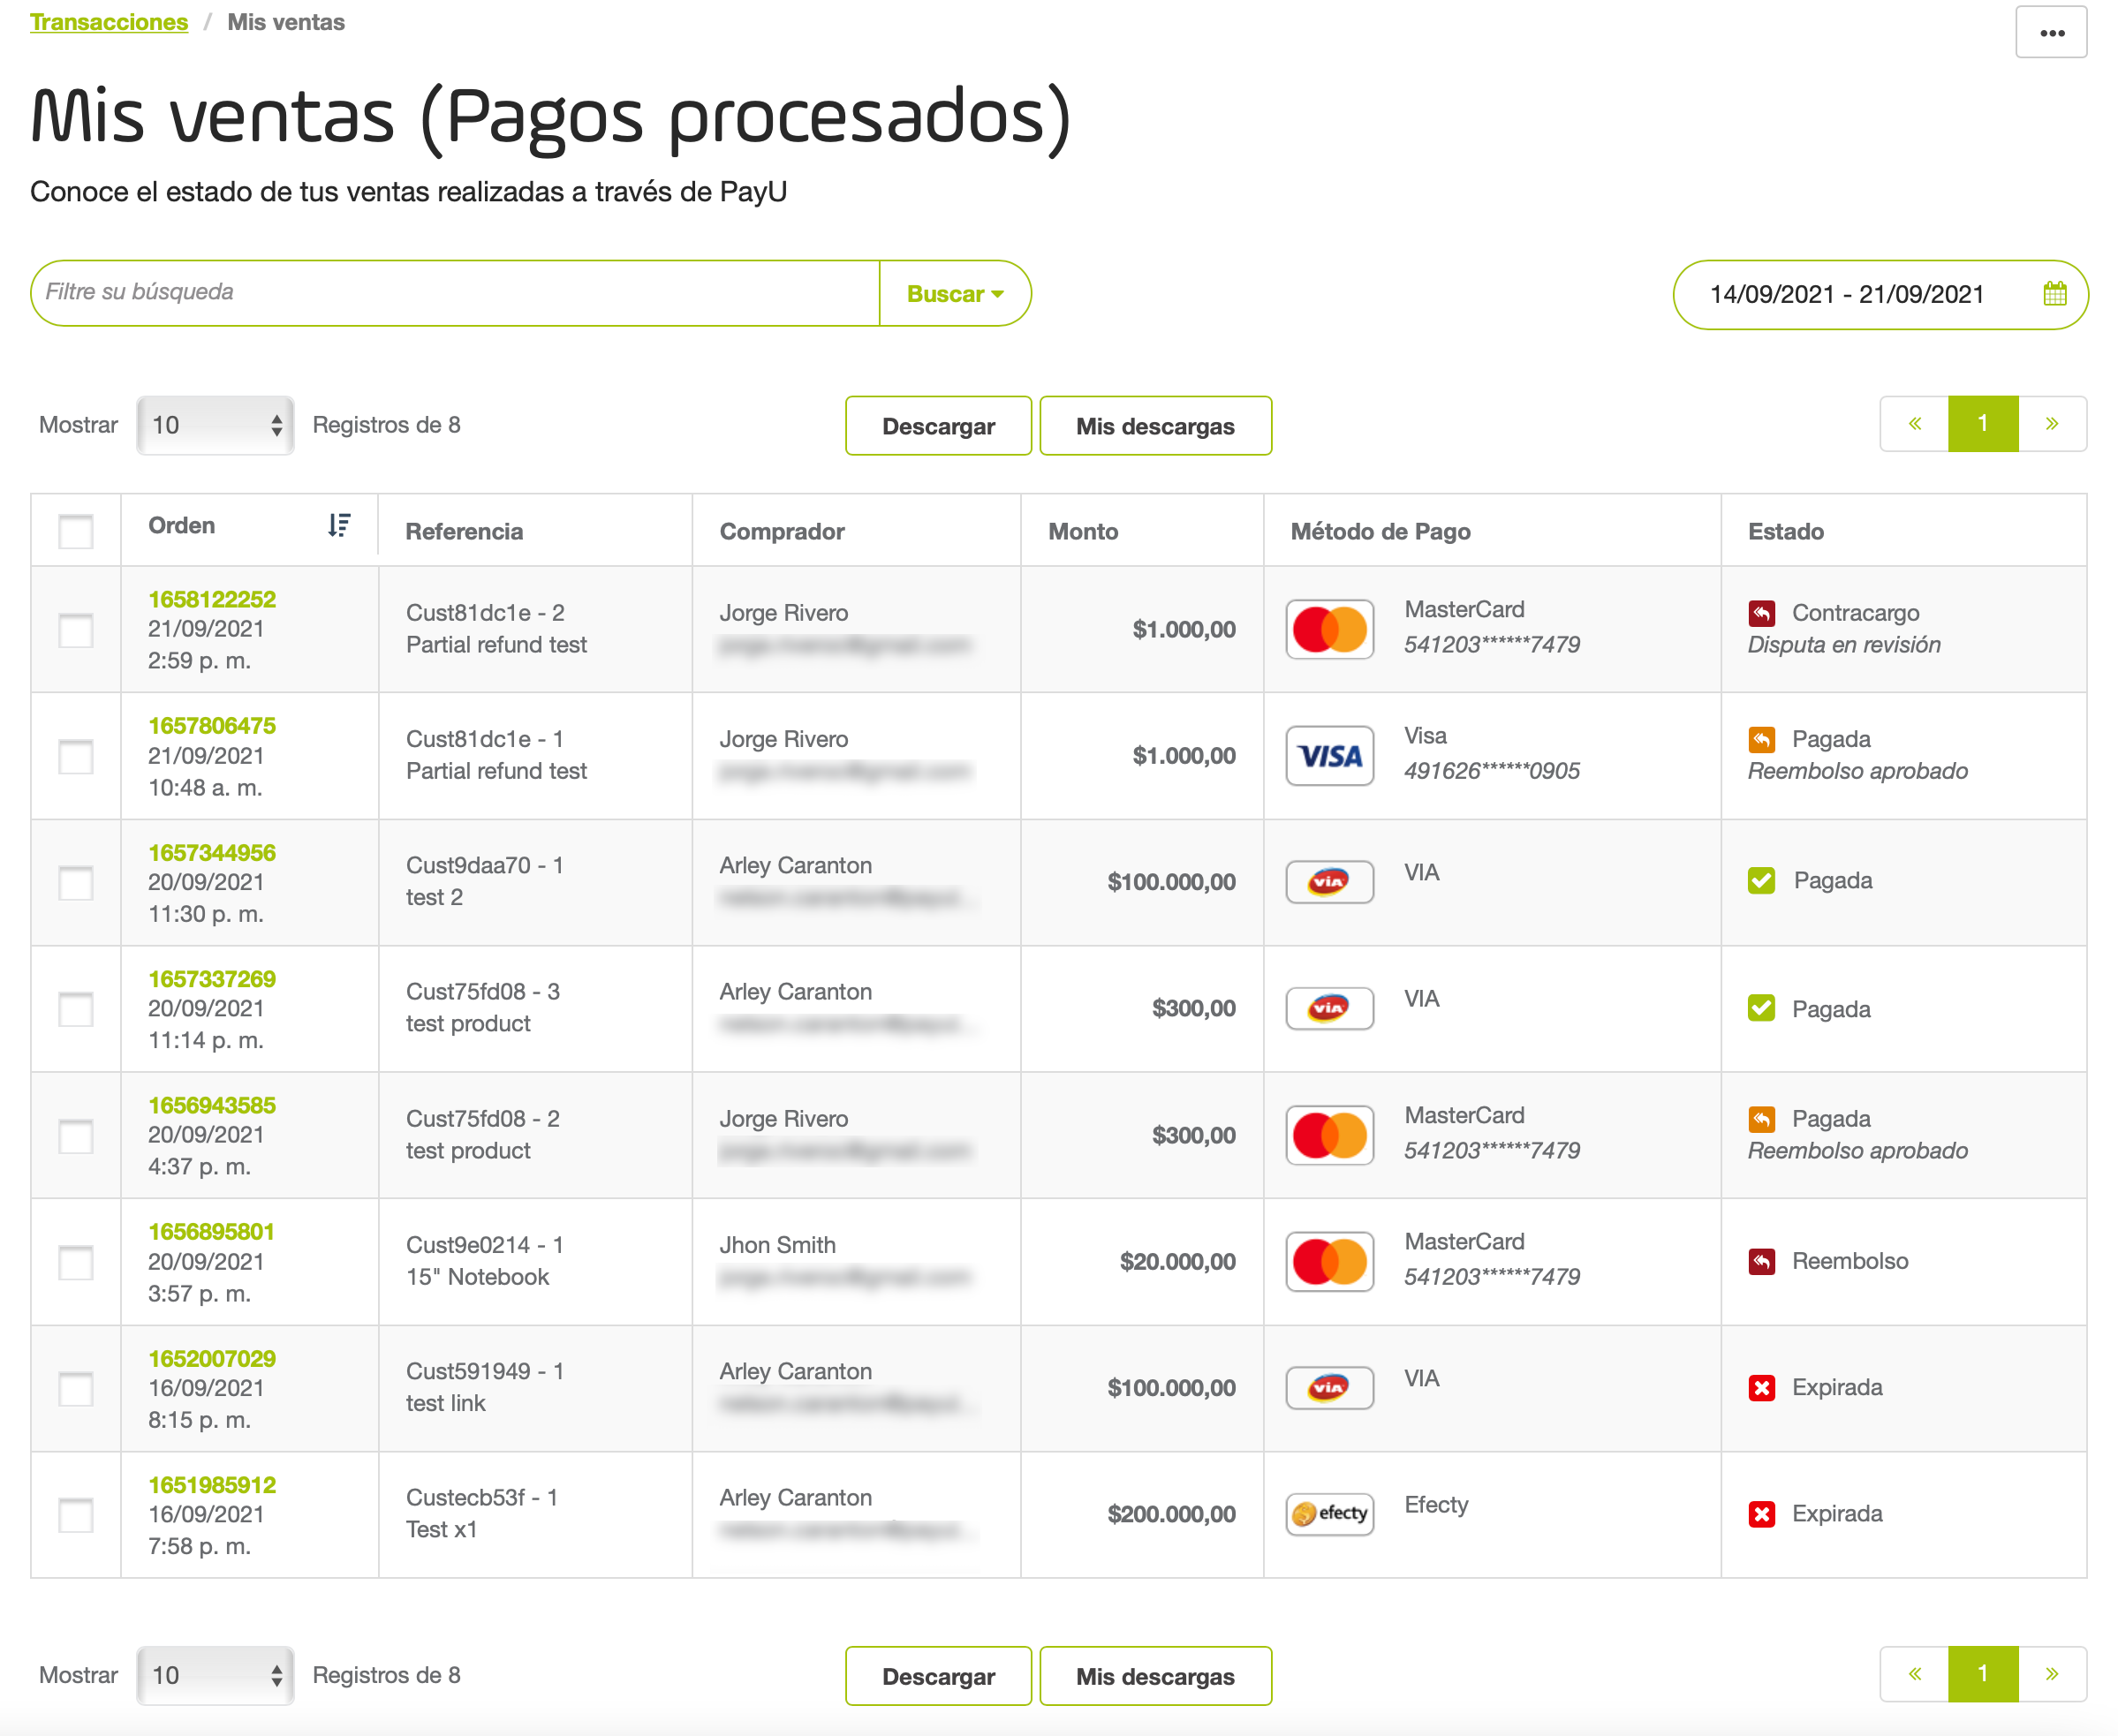 Transacciones / Mis ventas
Mis ventas (Pagos procesados)
Conoce el estado de tus ventas realizadas a través de PayU
Filtre su búsqueda
Buscar
14/09/2021 - 21/09/2021
Mostrar 10 Registros de 8
Descargar
Mis descargas
« 1 »
Orden Referencia Comprador Monto Método de Pago Estado
1658122252
21/09/2021
2:59 p. m.
Cust81dc1e - 2
Partial refund test
Jorge Rivero
$1.000,00
MasterCard
541203******7479
Contracargo
Disputa en revisión
1657806475
21/09/2021
10:48 a. m.
Cust81dc1e - 1
Partial refund test
Jorge Rivero
$1.000,00
VISA
Visa
491626******0905
Pagada
Reembolso aprobado
1657344956
20/09/2021
11:30 p. m.
Cust9daa70 - 1
test 2
Arley Caranton
$100.000,00
via
VIA
Pagada
1657337269
20/09/2021
11:14 p. m.
Cust75fd08 - 3
test product
Arley Caranton
$300,00
via
VIA
Pagada
1656943585
20/09/2021
4:37 p. m.
Cust75fd08 - 2
test product
Jorge Rivero
$300,00
MasterCard
541203******7479
Pagada
Reembolso aprobado
1656895801
20/09/2021
3:57 p. m.
Cust9e0214 - 1
15" Notebook
Jhon Smith
$20.000,00
MasterCard
541203******7479
Reembolso
1652007029
16/09/2021
8:15 p. m.
Cust591949 - 1
test link
Arley Caranton
$100.000,00
via
VIA
Expirada
1651985912
16/09/2021
7:58 p. m.
Custecb53f - 1
Test x1
Arley Caranton
$200.000,00
efecty
Efecty
Expirada
Mostrar 10 Registros de 8
Descargar
Mis descargas
« 1 »